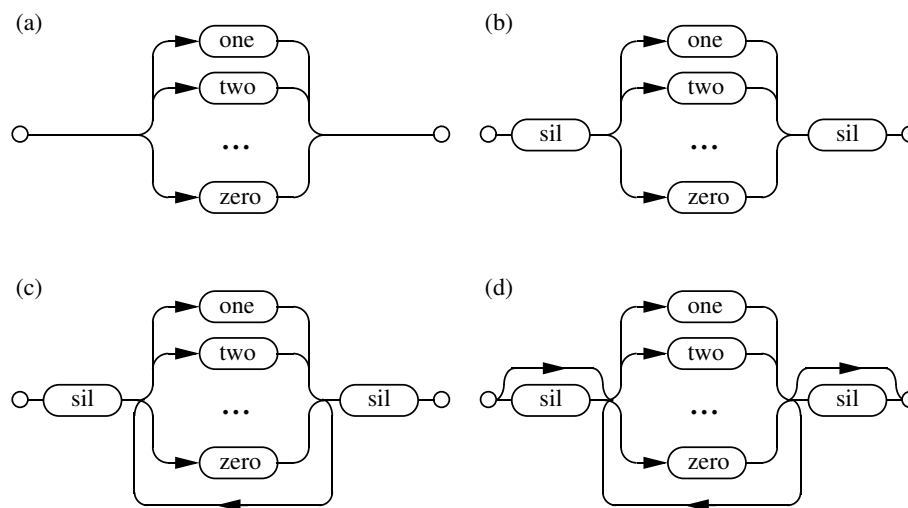 (a)
one
two
...
zero
(b)
one
two
sil
...
sil
zero
(c)
one
two
sil
...
sil
zero
(d)
one
two
sil
...
sil
zero